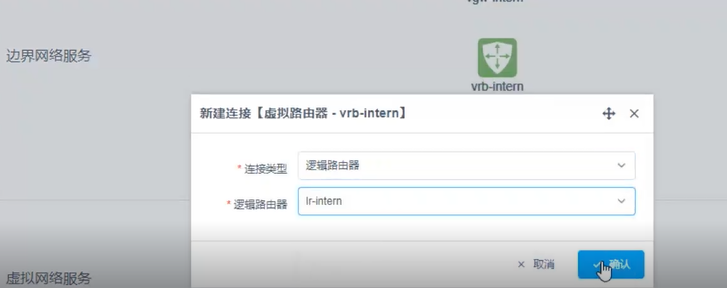 vgw-intern
边界网络服务
vrb-intern
新建连接【虚拟路由器 - vrb-intern】
* 连接类型
逻辑路由器
* 逻辑路由器
lr-intern
取消
确认
虚拟网络服务